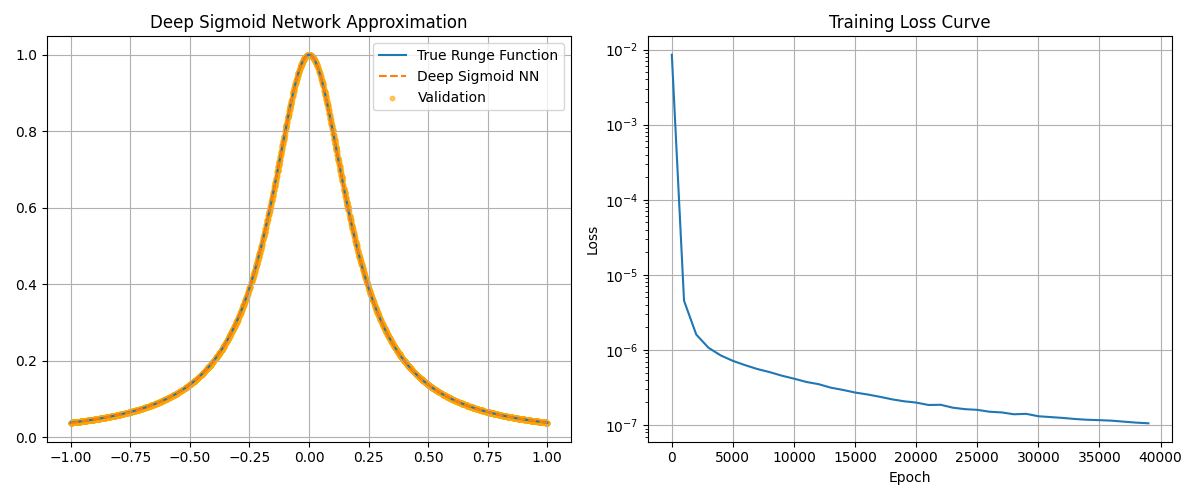 Deep Sigmoid Network Approximation
True Runge Function
Deep Sigmoid NN
Validation
1.0
0.8
0.6
0.4
0.2
0.0
−1.00 −0.75 −0.50 −0.25 0.00 0.25 0.50 0.75 1.00
Training Loss Curve
Loss
10⁻²
10⁻³
10⁻⁴
10⁻⁵
10⁻⁶
10⁻⁷
0 5000 10000 15000 20000 25000 30000 35000 40000
Epoch